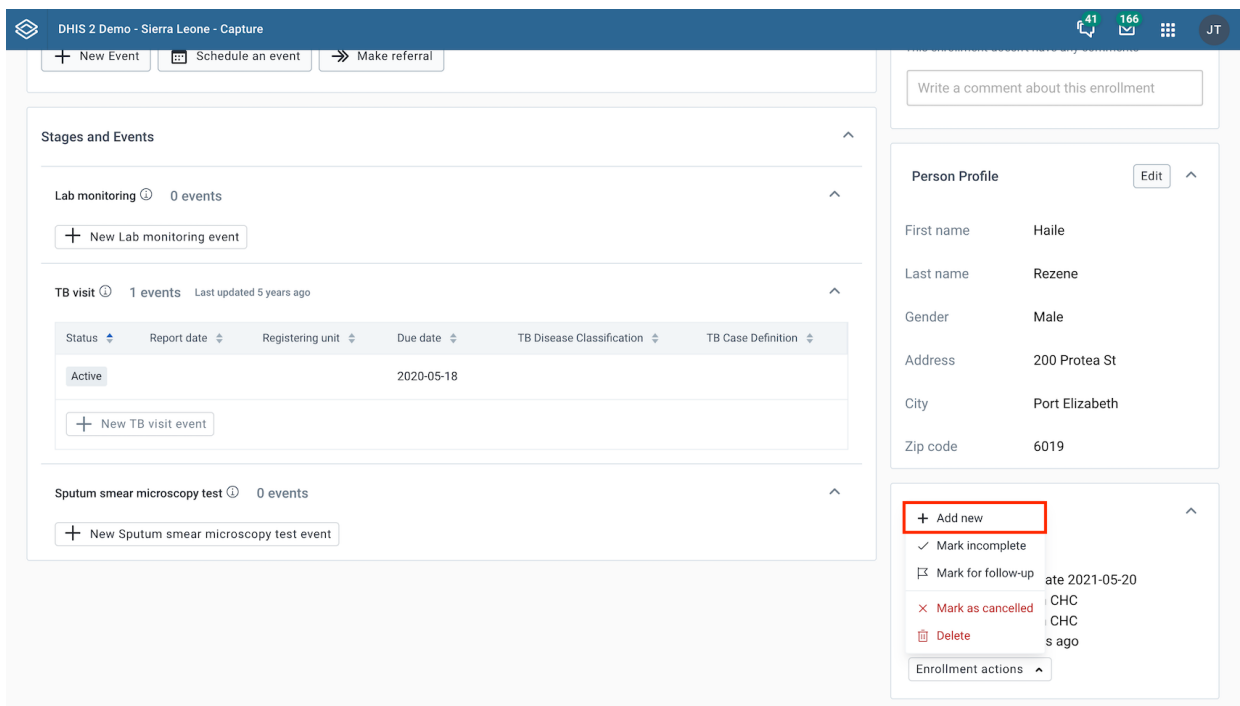 DHIS 2 Demo - Sierra Leone - Capture
41
166
JT
New Event
Schedule an event
Make referral
This enrollment doesn't have any comments
Write a comment about this enrollment
Stages and Events
Lab monitoring 0 events
New Lab monitoring event
TB visit 1 events Last updated 5 years ago
Status Report date Registering unit Due date TB Disease Classification TB Case Definition
Active 2020-05-18
New TB visit event
Sputum smear microscopy test 0 events
New Sputum smear microscopy test event
Person Profile Edit
First name Haile
Last name Rezene
Gender Male
Address 200 Protea St
City Port Elizabeth
Zip code 6019
Add new
Mark incomplete
Mark for follow-up
ate 2021-05-20
CHC
Mark as cancelled
CHC
Delete
s ago
Enrollment actions